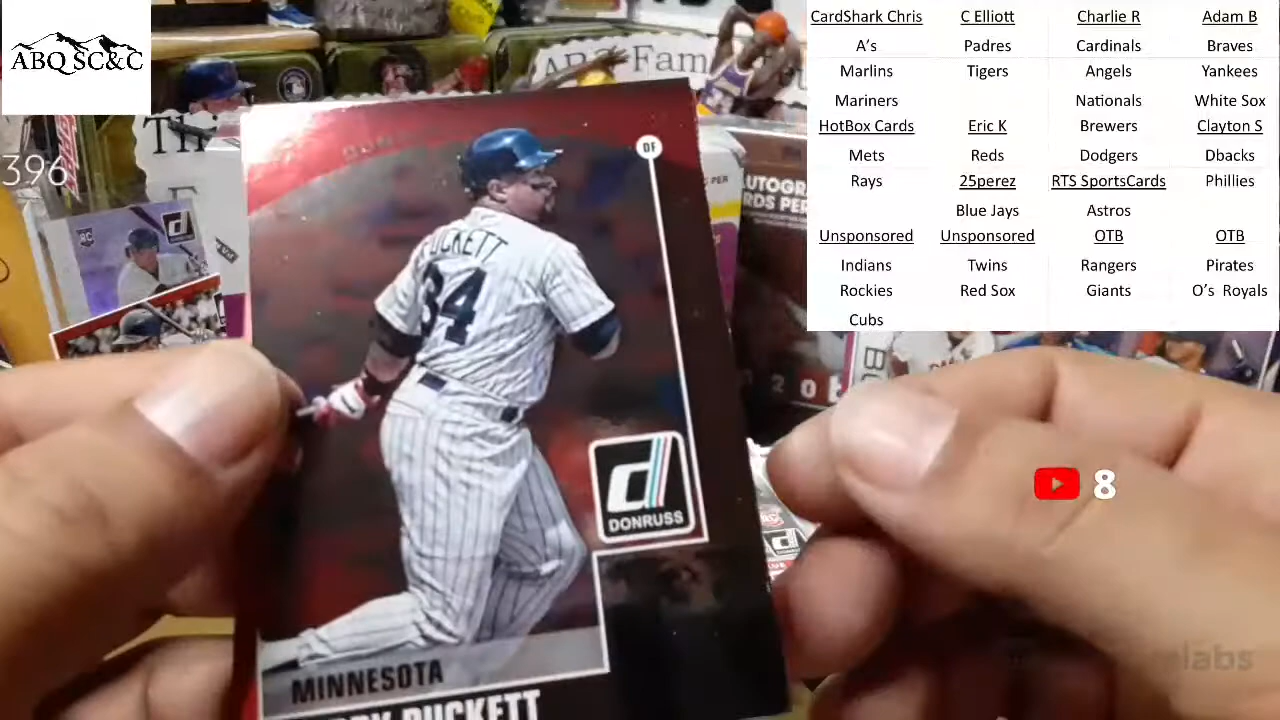 ABQ SC&C
396
CardShark Chris
A's
Marlins
Mariners
HotBox Cards
Mets
Rays
Unsponsored
Indians
Rockies
Cubs
C Elliott
Padres
Tigers
Eric K
Reds
25perez
Blue Jays
Unsponsored
Twins
Red Sox
Charlie R
Cardinals
Angels
Nationals
Brewers
Dodgers
RTS SportsCards
Astros
OTB
Rangers
Giants
Adam B
Braves
Yankees
White Sox
Clayton S
Dbacks
Phillies
OTB
Pirates
O's Royals
RC
OF
PUCKETT
34
DONRUSS
MINNESOTA
PUCKETT
8
labs